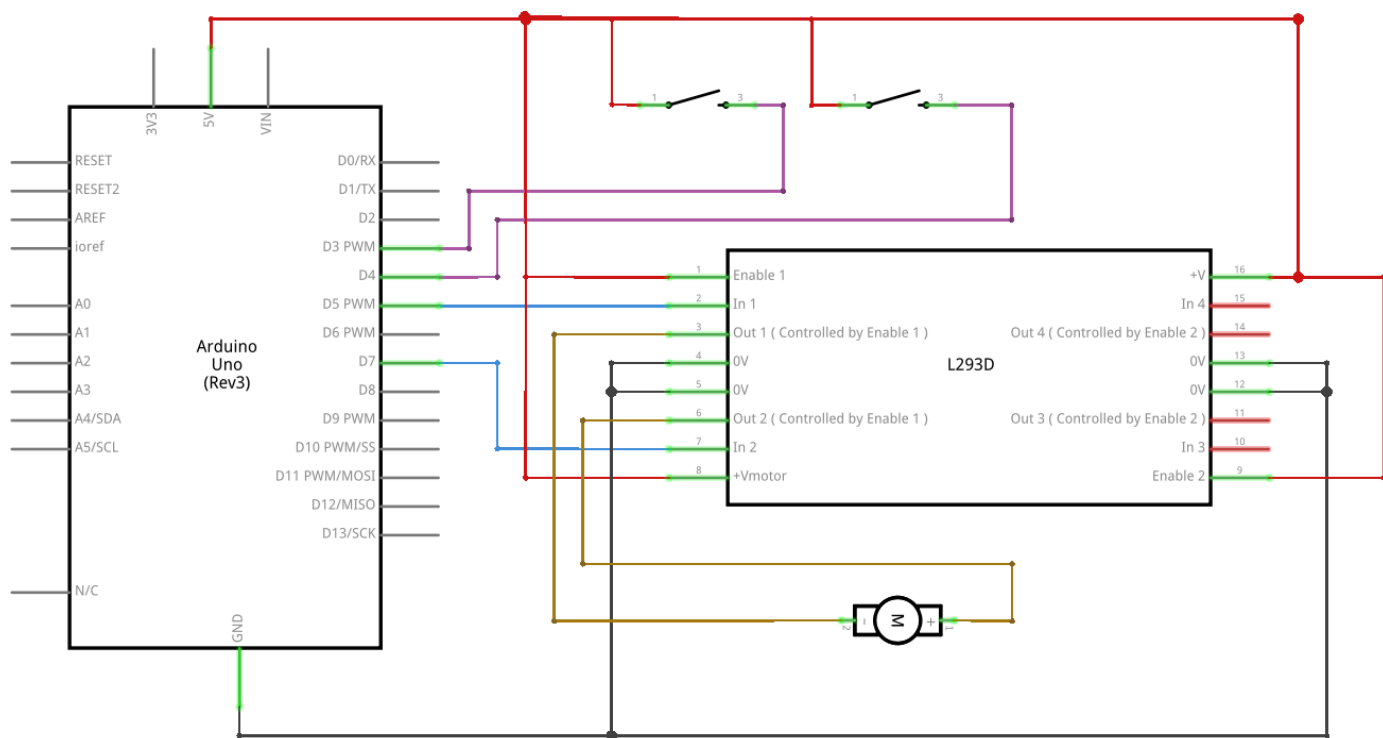 3V3
5V
VIN
RESET
RESET2
AREF
ioref
A0
A1
A2
A3
A4/SDA
A5/SCL
N/C
Arduino
Uno
(Rev3)
D0/RX
D1/TX
D2
D3 PWM
D4
D5 PWM
D6 PWM
D7
D8
D9 PWM
D10 PWM/SS
D11 PWM/MOSI
D12/MISO
D13/SCK
GND
1
3
1
3
1 Enable 1
2 In 1
3 Out 1 ( Controlled by Enable 1 )
4 0V
5 0V
6 Out 2 ( Controlled by Enable 1 )
7 In 2
8 +Vmotor
L293D
+V 16
In 4 15
Out 4 ( Controlled by Enable 2 ) 14
0V 13
0V 12
Out 3 ( Controlled by Enable 2 ) 11
In 3 10
Enable 2 9
2
−
M
+
1